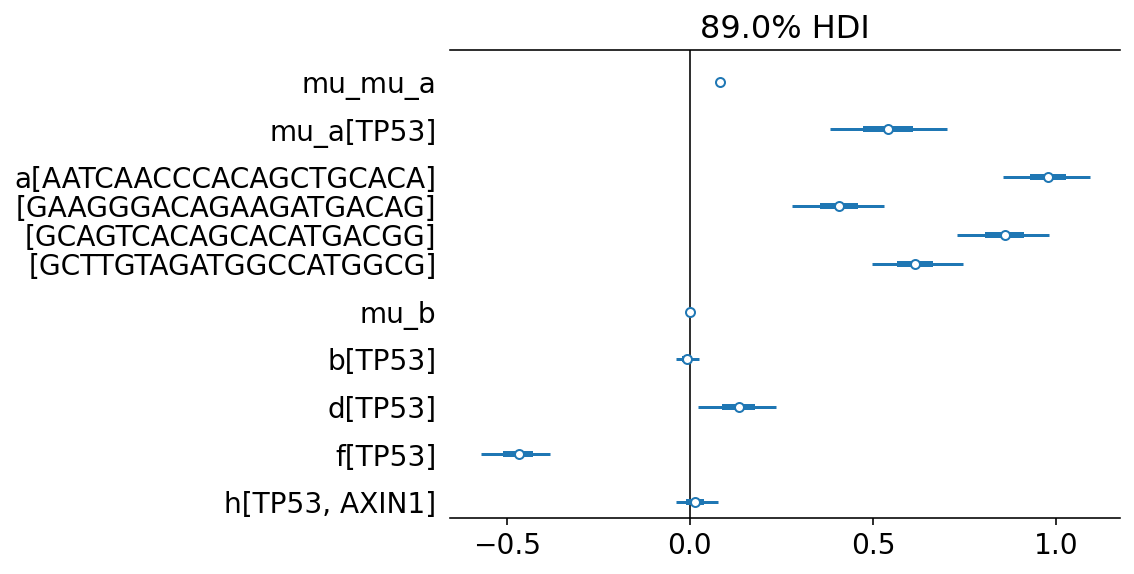 89.0% HDI
mu_mu_a
mu_a[TP53]
a[AATCAACCCACAGCTGCACA]
[GAAGGGACAGAAGATGACAG]
[GCAGTCACAGCACATGACGG]
[GCTTGTAGATGGCCATGGCG]
mu_b
b[TP53]
d[TP53]
f[TP53]
h[TP53, AXIN1]
−0.5 0.0 0.5 1.0